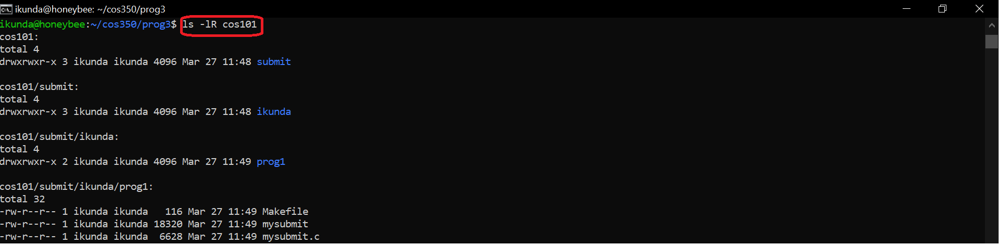 ikunda@honeybee: ~/cos350/prog3
ikunda@honeybee:~/cos350/prog3$ ls -lR cos101
cos101:
total 4
drwxrwxr-x 3 ikunda ikunda 4096 Mar 27 11:48 submit
cos101/submit:
total 4
drwxrwxr-x 3 ikunda ikunda 4096 Mar 27 11:48 ikunda
cos101/submit/ikunda:
total 4
drwxrwxr-x 2 ikunda ikunda 4096 Mar 27 11:49 prog1
cos101/submit/ikunda/prog1:
total 32
-rw-r--r-- 1 ikunda ikunda   116 Mar 27 11:49 Makefile
-rw-r--r-- 1 ikunda ikunda 18320 Mar 27 11:49 mysubmit
-rw-r--r-- 1 ikunda ikunda  6628 Mar 27 11:49 mysubmit.c